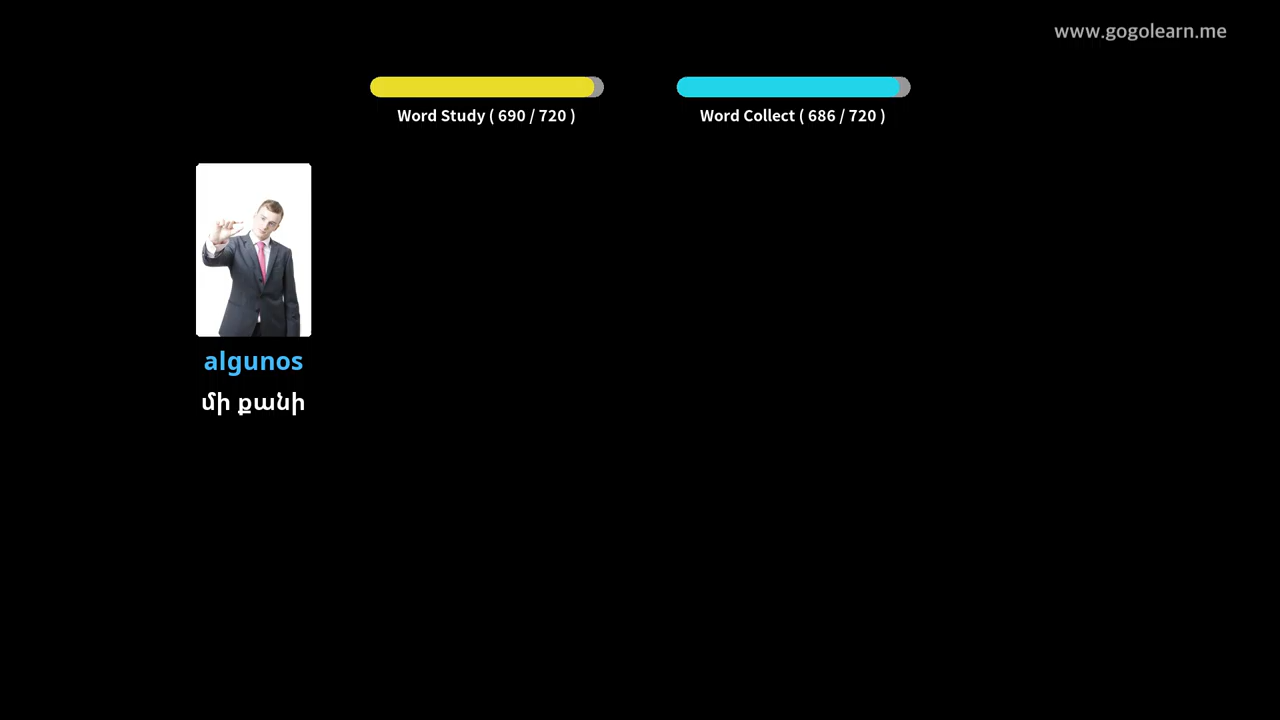 www.gogolearn.me
Word Study ( 690 / 720 )
Word Collect ( 686 / 720 )
algunos
մի քանի